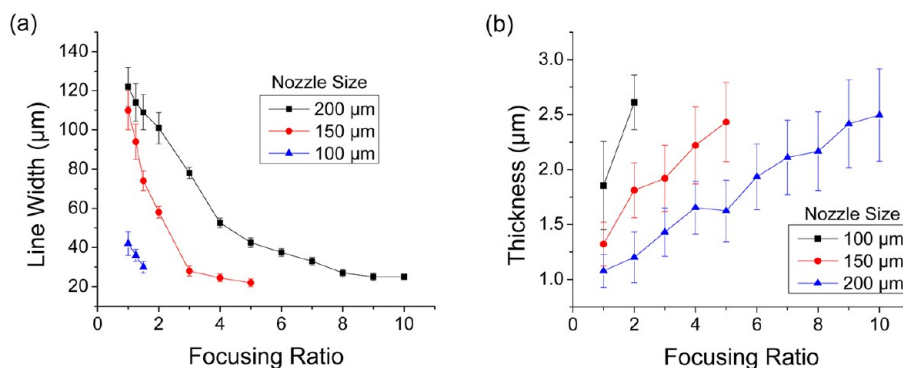 (a)
140
120
100
80
60
40
20
Line Width (µm)
0 2 4 6 8 10
Focusing Ratio
Nozzle Size
200 µm
150 µm
100 µm
(b)
3.0
2.5
2.0
1.5
1.0
Thickness (µm)
0 2 4 6 8 10
Focusing Ratio
Nozzle Size
100 µm
150 µm
200 µm